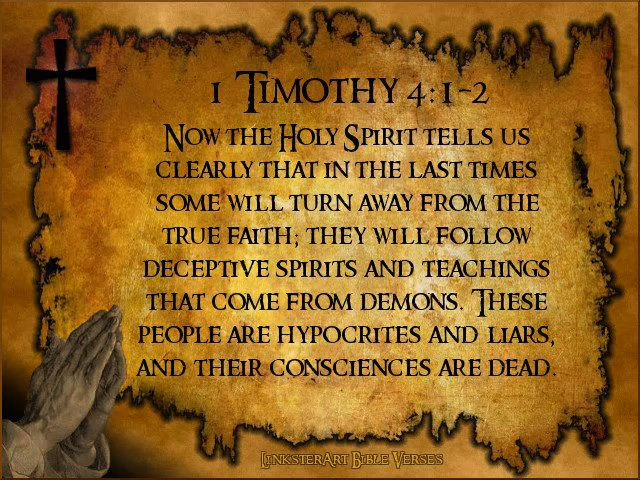 1 Timothy 4:1-2
Now the Holy Spirit tells us
clearly that in the last times
some will turn away from the
true faith; they will follow
deceptive spirits and teachings
that come from demons. These
people are hypocrites and liars,
and their consciences are dead.
LinksterArt Bible Verses